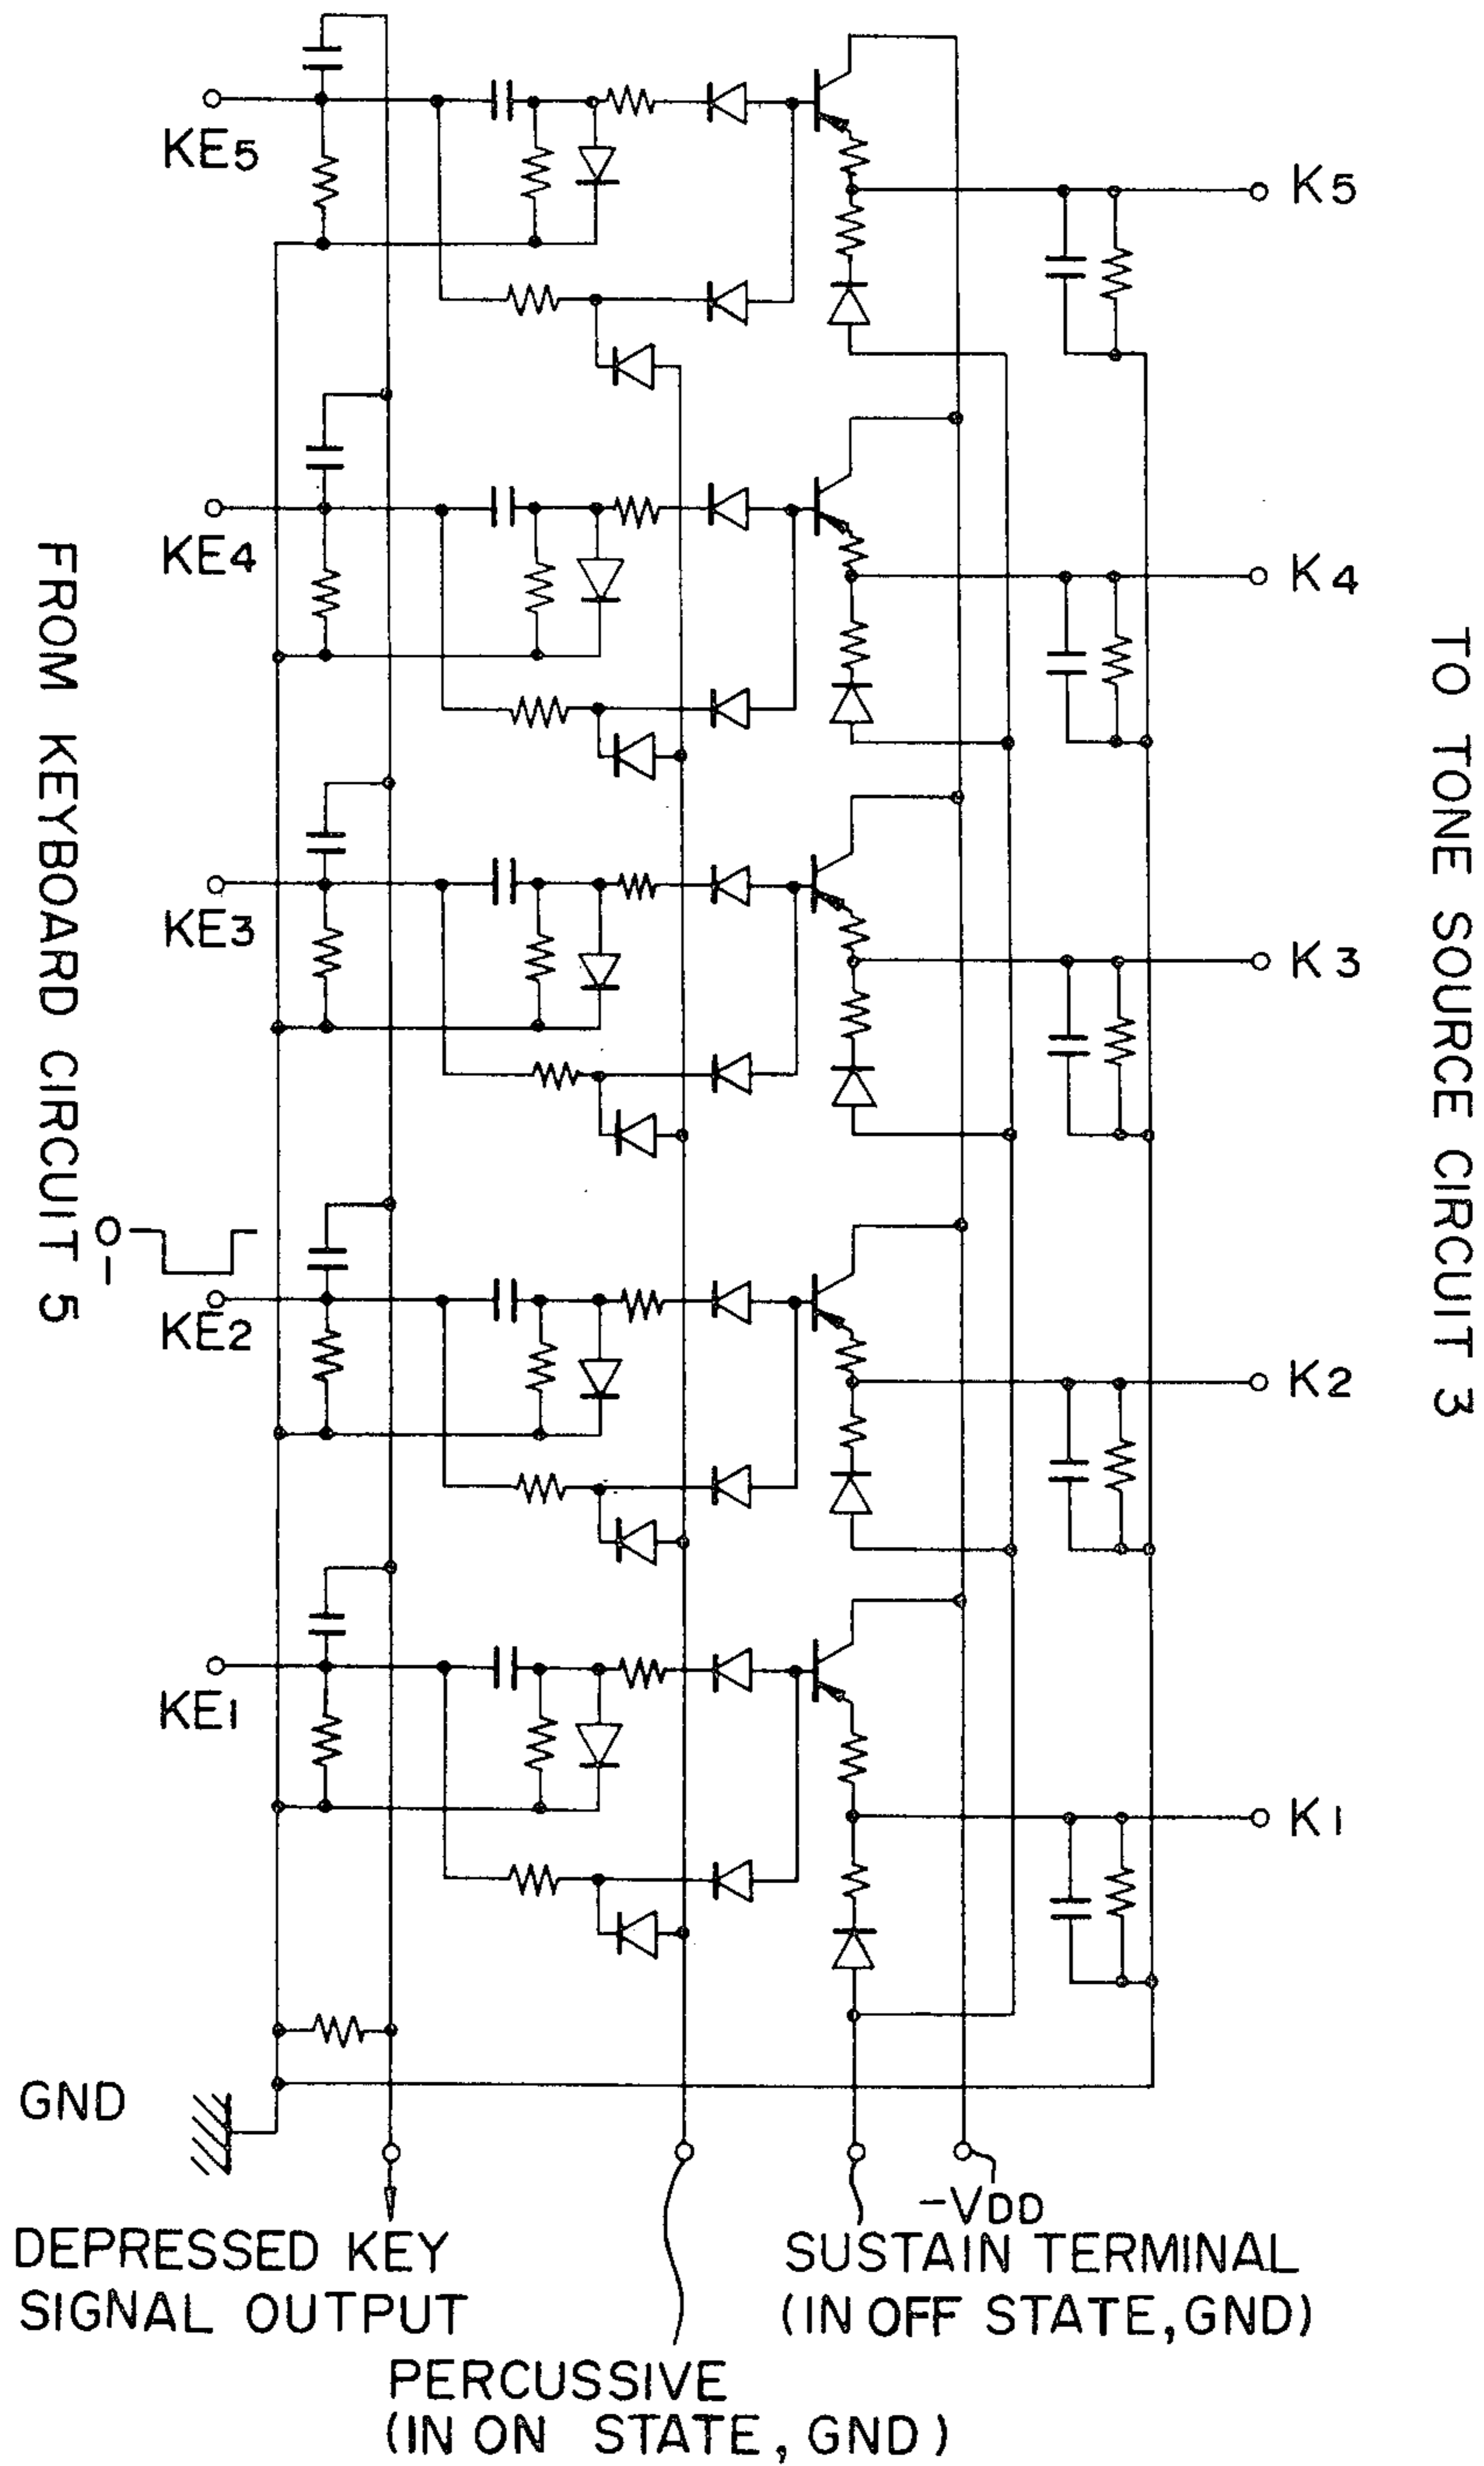 KE5
K5
KE4
K4
FROM KEYBOARD CIRCUIT 5
TO TONE SOURCE CIRCUIT 3
KE3
K3
0
-
KE2
K2
KE1
K1
GND
-VDD
DEPRESSED KEY
SIGNAL OUTPUT
SUSTAIN TERMINAL
(IN OFF STATE, GND)
PERCUSSIVE
(IN ON STATE, GND)